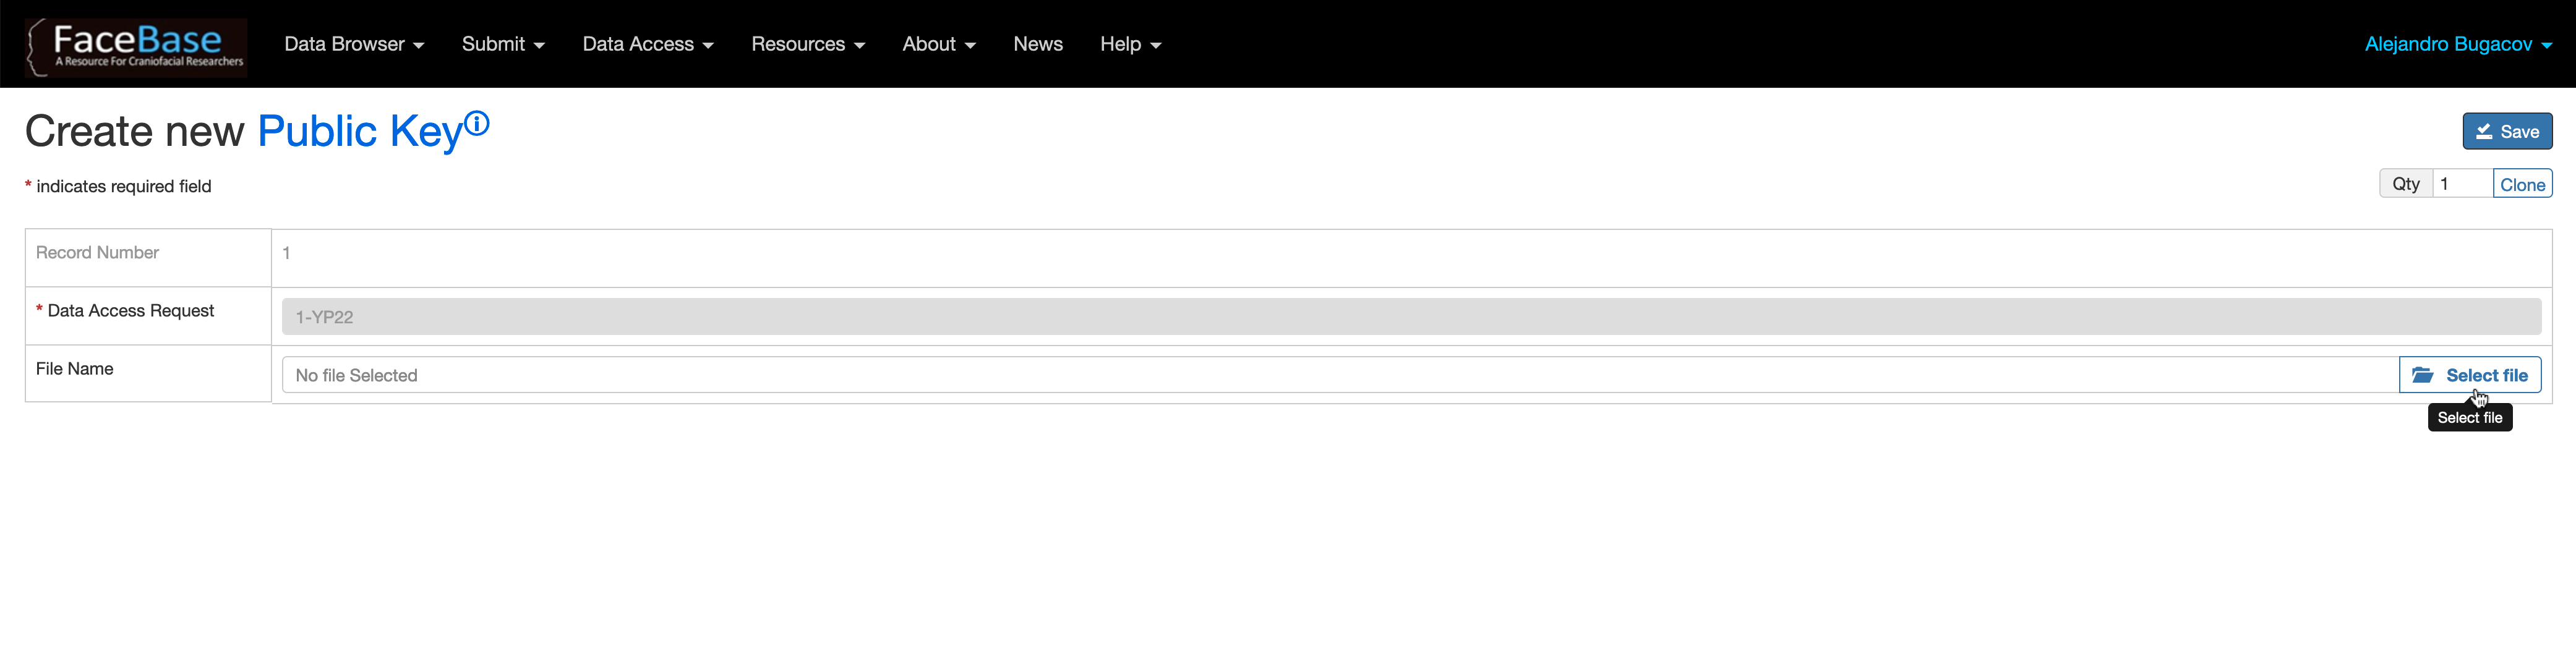 FaceBase
A Resource For Craniofacial Researchers
Data Browser Submit Data Access Resources About News Help Alejandro Bugacov
Create new Public Key
Save
* indicates required field
Qty 1 Clone
Record Number 1
* Data Access Request 1-YP22
File Name No file Selected Select file
Select file